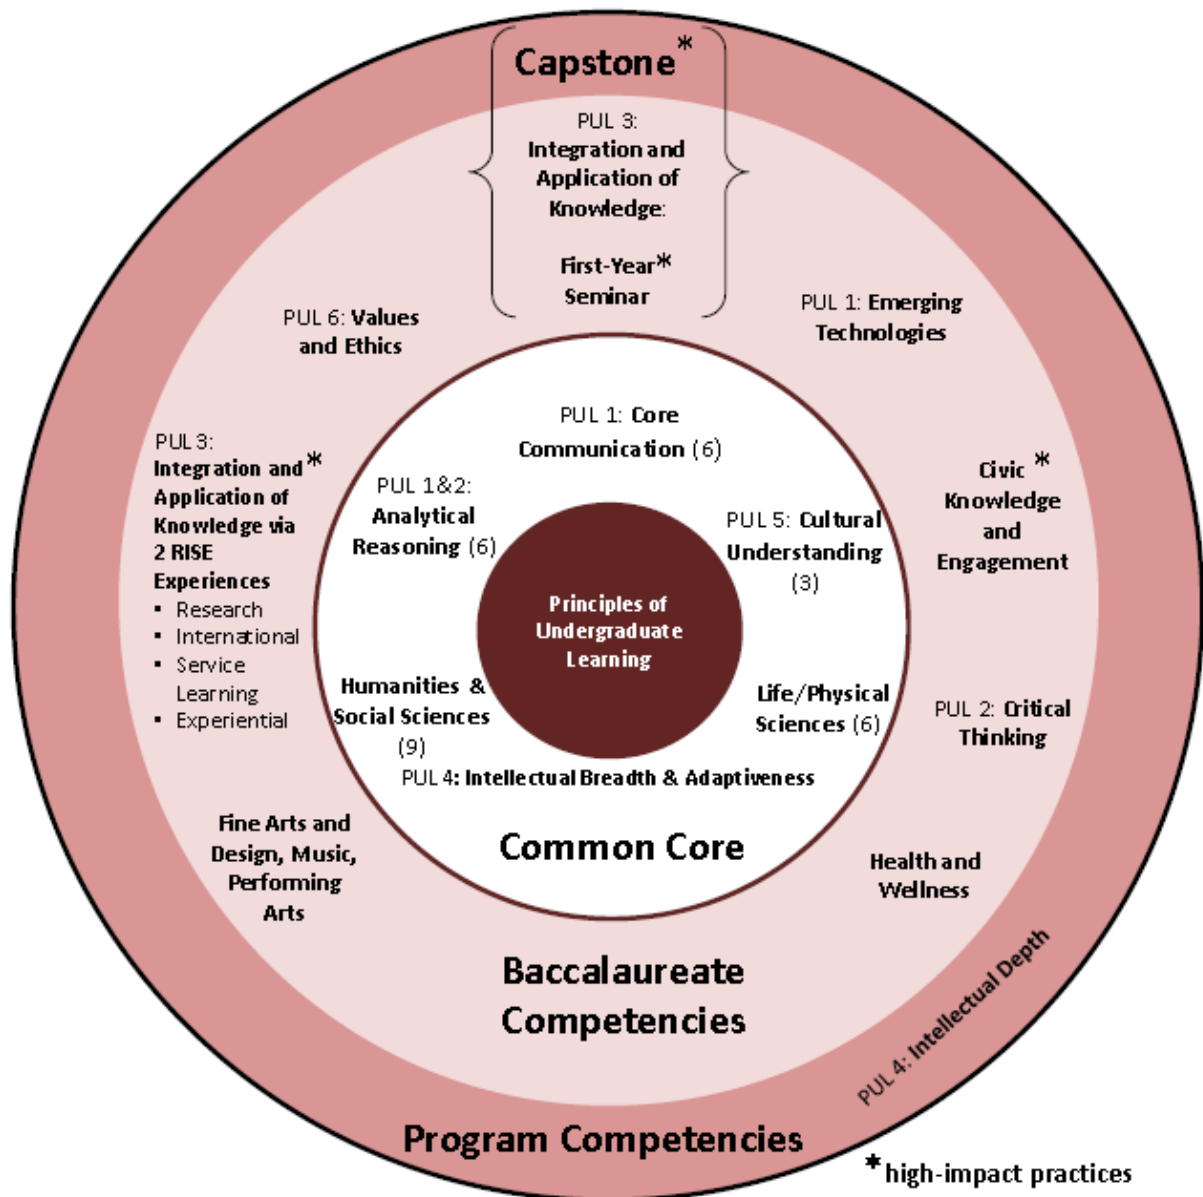 Capstone*
PUL 3:
Integration and
Application of
Knowledge:
First-Year*
Seminar
PUL 6: Values
and Ethics
PUL 1: Emerging
Technologies
PUL 3:
Integration and*
Application of
Knowledge via
2 RISE
Experiences
▪ Research
▪ International
▪ Service
Learning
▪ Experiential
Civic*
Knowledge
and
Engagement
PUL 2: Critical
Thinking
Fine Arts and
Design, Music,
Performing
Arts
Health and
Wellness
PUL 1: Core
Communication (6)
PUL 1&2:
Analytical
Reasoning (6)
PUL 5: Cultural
Understanding
(3)
Principles of
Undergraduate
Learning
Humanities &
Social Sciences
(9)
Life/Physical
Sciences (6)
PUL 4: Intellectual Breadth & Adaptiveness
Common Core
Baccalaureate
Competencies
PUL 4: Intellectual Depth
Program Competencies
*high-impact practices